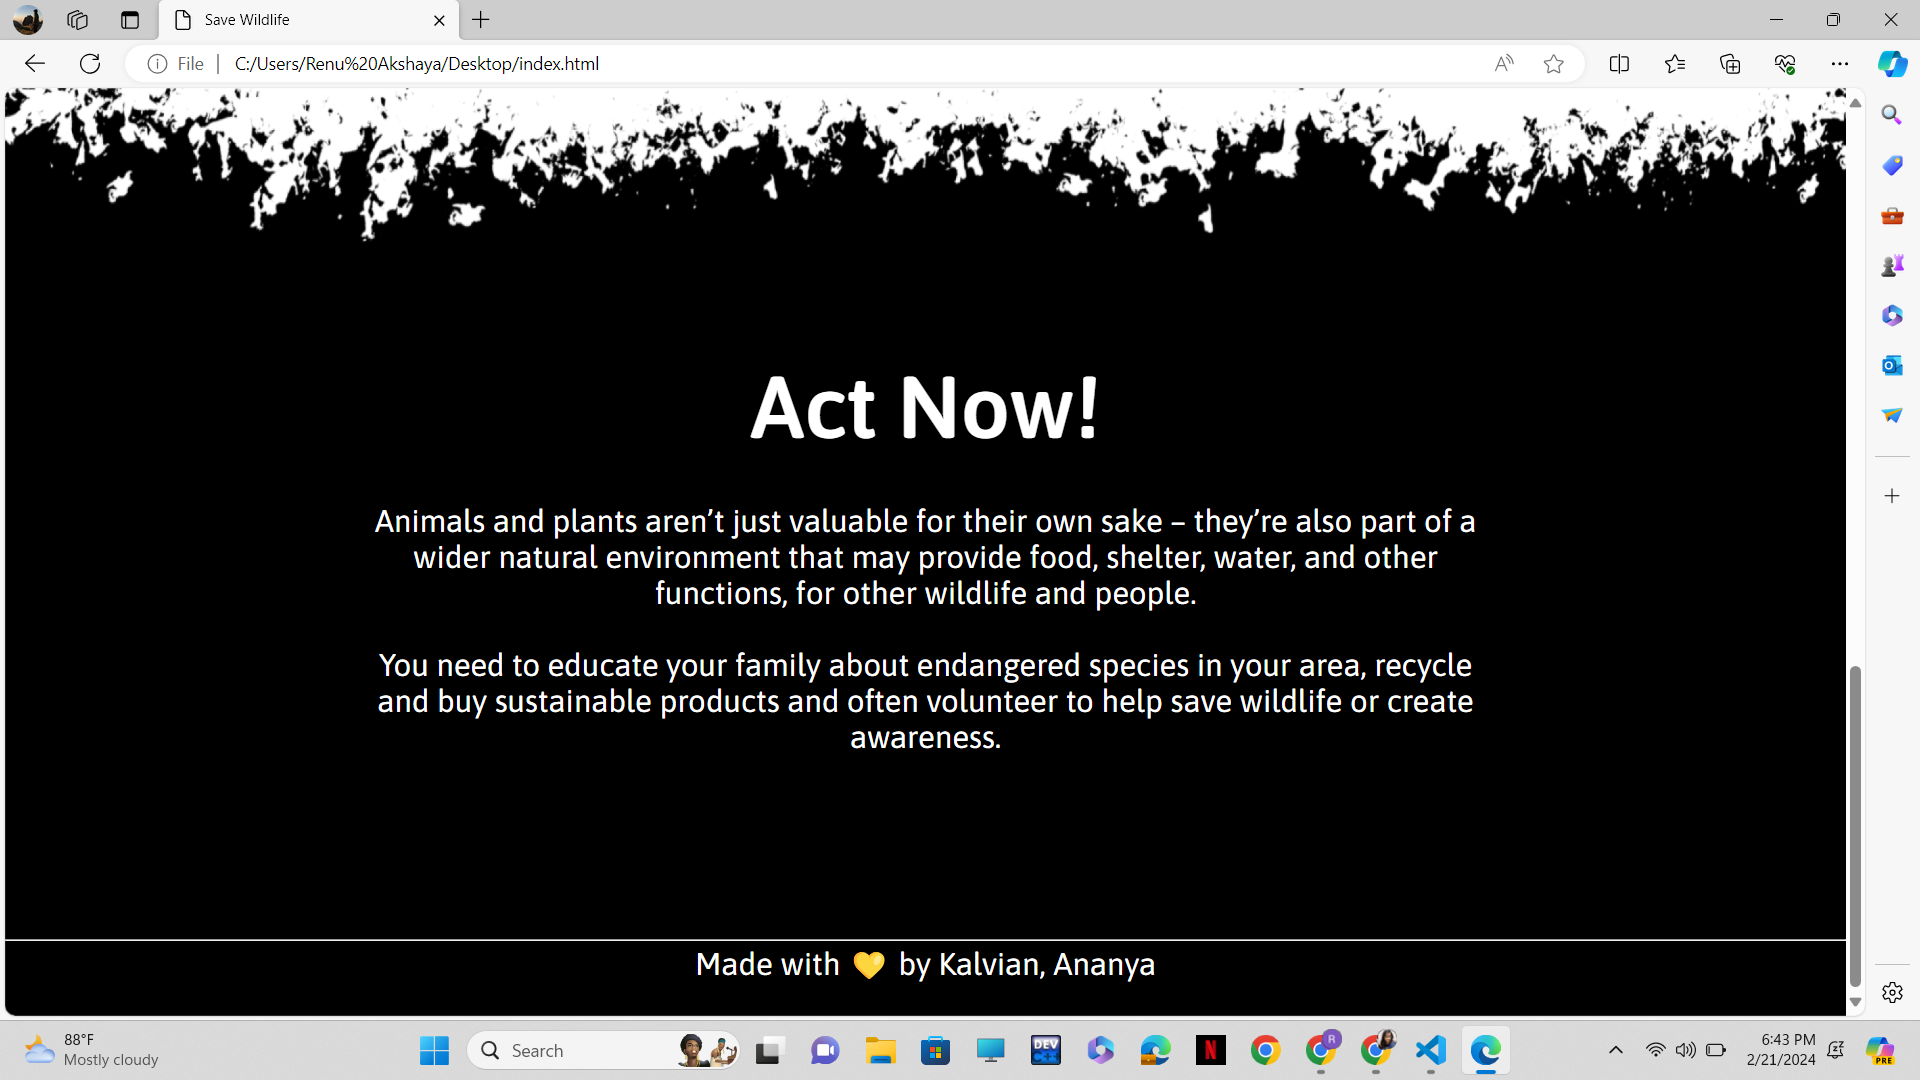 Save Wildlife
File
C:/Users/Renu%20Akshaya/Desktop/index.html
Act Now!
Animals and plants aren’t just valuable for their own sake – they’re also part of a
wider natural environment that may provide food, shelter, water, and other
functions, for other wildlife and people.
You need to educate your family about endangered species in your area, recycle
and buy sustainable products and often volunteer to help save wildlife or create
awareness.
Made with 💛 by Kalvian, Ananya
88°F
Mostly cloudy
Search
DEV
C++
N
R
6:43 PM
2/21/2024
PRE